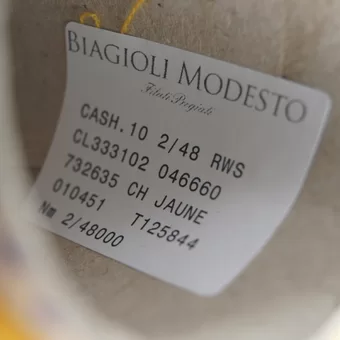 BIAGIOLI MODESTO
Filati Pregiati
CASH.10 2/48 RWS
CL333102 046660
732635 CH JAUNE
010451 T125844
Nm 2/48000